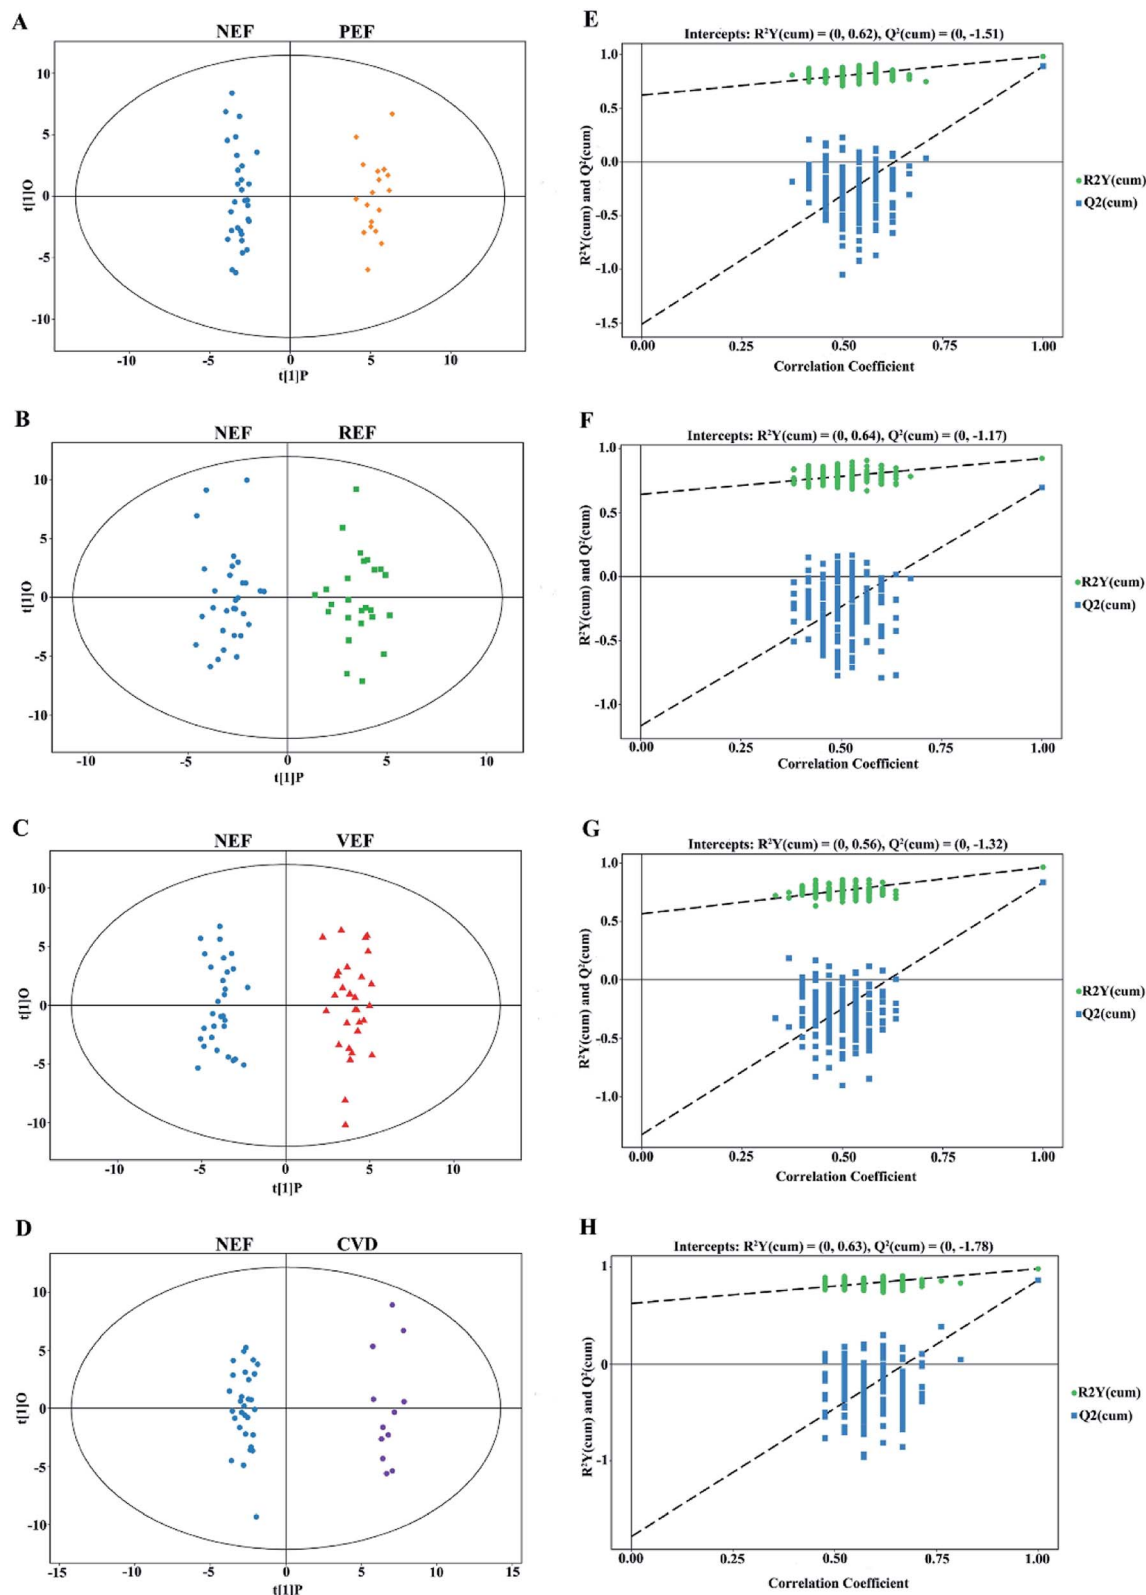 A
NEF PEF
10
5
0
-5
-10
t[1]O
-10 -5 0 5 10
t[1]P
E
Intercepts: R²Y(cum) = (0, 0.62), Q²(cum) = (0, -1.51)
1.0
0.5
0.0
-0.5
-1.0
-1.5
R²Y(cum) and Q²(cum)
R2Y(cum)
Q2(cum)
0.00 0.25 0.50 0.75 1.00
Correlation Coefficient
B
NEF REF
10
5
0
-5
-10
t[1]O
-10 -5 0 5 10
t[1]P
F
Intercepts: R²Y(cum) = (0, 0.64), Q²(cum) = (0, -1.17)
1.0
0.5
0.0
-0.5
-1.0
R²Y(cum) and Q²(cum)
R2Y(cum)
Q2(cum)
0.00 0.25 0.50 0.75 1.00
Correlation Coefficient
C
NEF VEF
10
5
0
-5
-10
t[1]O
-10 -5 0 5 10
t[1]P
G
Intercepts: R²Y(cum) = (0, 0.56), Q²(cum) = (0, -1.32)
1.0
0.5
0.0
-0.5
-1.0
R²Y(cum) and Q²(cum)
R2Y(cum)
Q2(cum)
0.00 0.25 0.50 0.75 1.00
Correlation Coefficient
D
NEF CVD
10
5
0
-5
-10
t[1]O
-15 -10 -5 0 5 10 15
t[1]P
H
Intercepts: R²Y(cum) = (0, 0.63), Q²(cum) = (0, -1.78)
1
0
-1
R²Y(cum) and Q²(cum)
R2Y(cum)
Q2(cum)
0.00 0.25 0.50 0.75 1.00
Correlation Coefficient